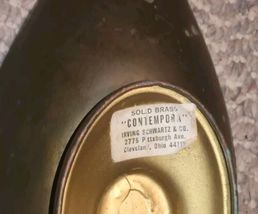 SOLID BRASS
"CONTEMPORA"
IRVING SCHWARTZ & CO.
2775 Pittsburgh Ave.
Cleveland, Ohio 44115